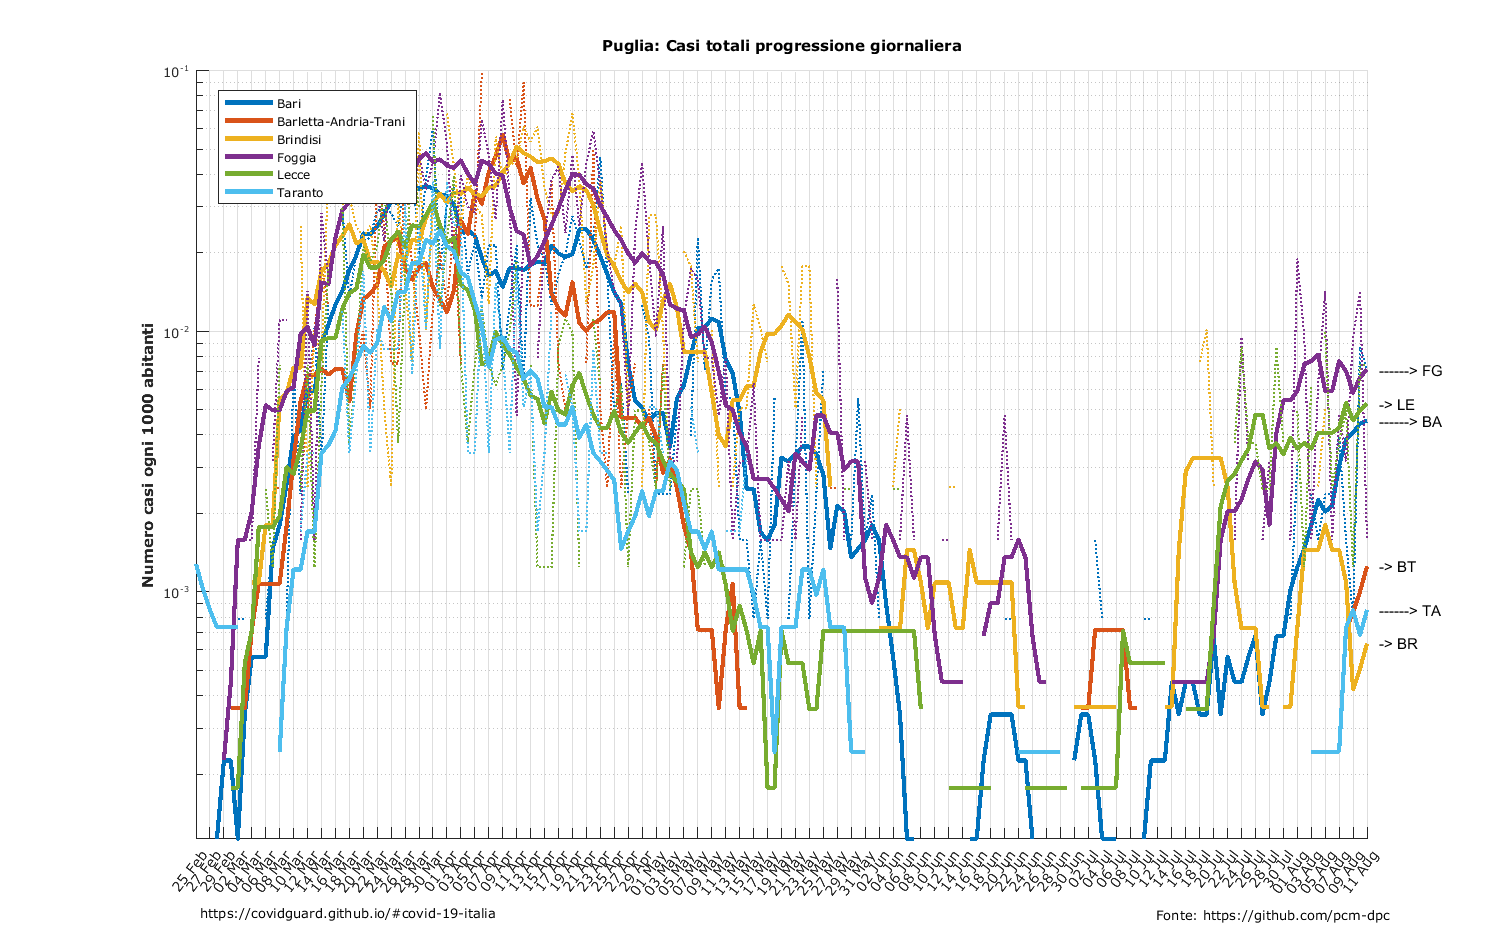 Puglia: Casi totali progressione giornaliera
10-1
Bari
Barletta-Andria-Trani
Brindisi
Foggia
Lecce
Taranto
10-2
10-3
Numero casi ogni 1000 abitanti
------> FG
-> LE
------> BA
-> BT
------> TA
-> BR
25 Feb
27 Feb
29 Feb
02 Mar
04 Mar
06 Mar
08 Mar
10 Mar
12 Mar
14 Mar
16 Mar
18 Mar
20 Mar
22 Mar
24 Mar
26 Mar
28 Mar
30 Mar
01 Apr
03 Apr
05 Apr
07 Apr
09 Apr
11 Apr
13 Apr
15 Apr
17 Apr
19 Apr
21 Apr
23 Apr
25 Apr
27 Apr
29 Apr
01 May
03 May
05 May
07 May
09 May
11 May
13 May
15 May
17 May
19 May
21 May
23 May
25 May
27 May
29 May
31 May
02 Jun
04 Jun
06 Jun
08 Jun
10 Jun
12 Jun
14 Jun
16 Jun
18 Jun
20 Jun
22 Jun
24 Jun
26 Jun
28 Jun
30 Jun
02 Jul
04 Jul
06 Jul
08 Jul
10 Jul
12 Jul
14 Jul
16 Jul
18 Jul
20 Jul
22 Jul
24 Jul
26 Jul
28 Jul
30 Jul
01 Aug
03 Aug
05 Aug
07 Aug
09 Aug
11 Aug
https://covidguard.github.io/#covid-19-italia
Fonte: https://github.com/pcm-dpc